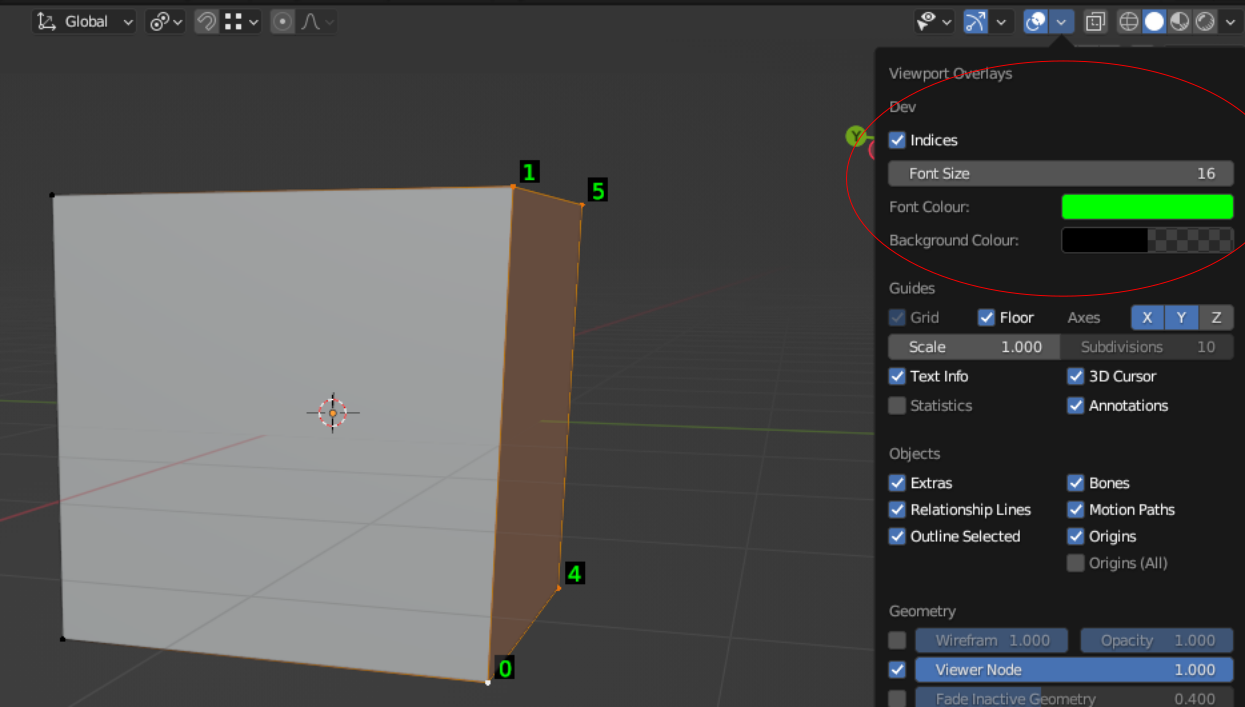 Global
Viewport Overlays
Dev
Y
Indices
1
Font Size 16
5
Font Colour:
Background Colour:
Guides
Grid Floor Axes X Y Z
Scale 1.000 Subdivisions 10
Text Info 3D Cursor
Statistics Annotations
Objects
Extras Bones
Relationship Lines Motion Paths
Outline Selected Origins
Origins (All)
4
Geometry
Wirefram 1.000 Opacity 1.000
0
Viewer Node 1.000
Fade Inactive Geometry 0.400